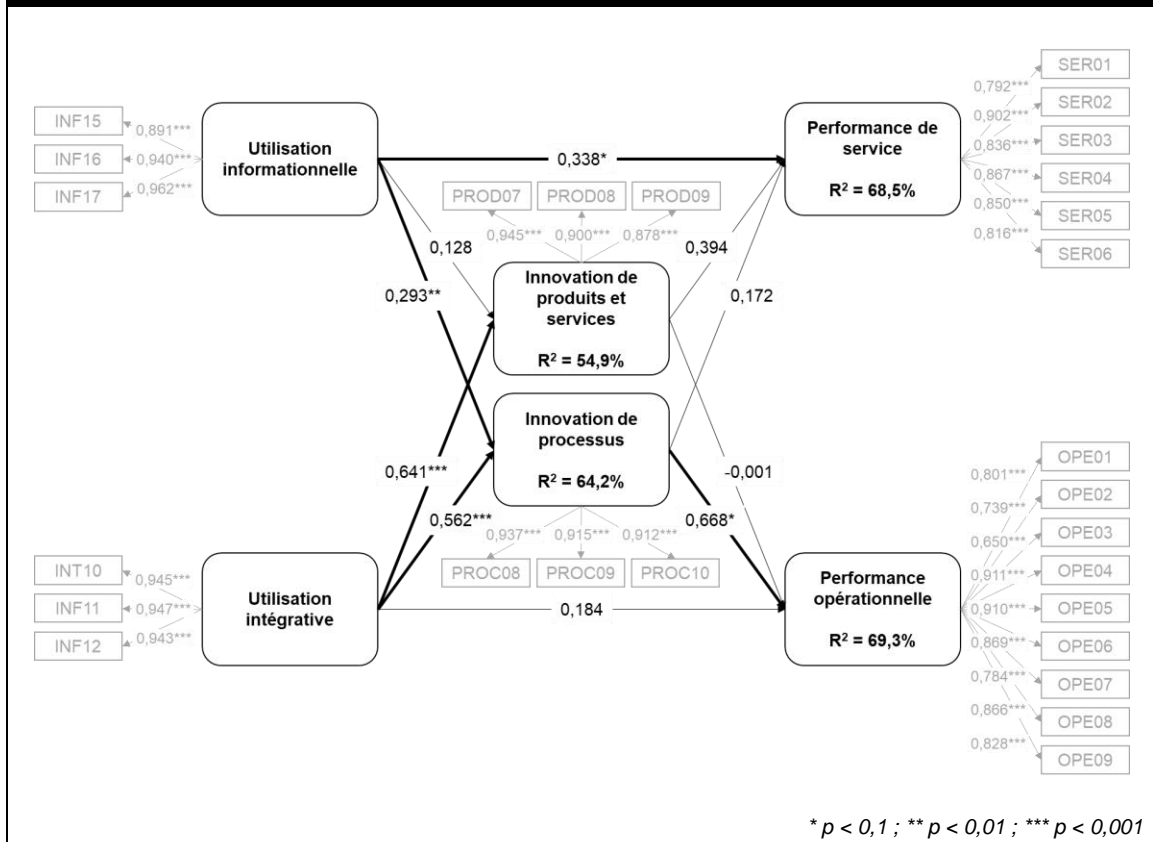 INF15
INF16
INF17
0,891***
0,940***
0,962***
Utilisation
informationnelle
0,338*
Performance de
service
R² = 68,5%
0,792***
0,902***
0,836***
0,867***
0,850***
0,816***
SER01
SER02
SER03
SER04
SER05
SER06
PROD07
PROD08
PROD09
0,945***
0,900***
0,878***
0,128
0,394
0,293**
0,172
Innovation de
produits et
services
R² = 54,9%
Innovation de
processus
R² = 64,2%
0,641***
-0,001
0,562***
0,668*
0,937***
0,915***
0,912***
PROC08
PROC09
PROC10
INT10
INF11
INF12
0,945***
0,947***
0,943***
Utilisation
intégrative
0,184
Performance
opérationnelle
R² = 69,3%
0,801***
0,739***
0,650***
0,911***
0,910***
0,869***
0,784***
0,866***
0,828***
OPE01
OPE02
OPE03
OPE04
OPE05
OPE06
OPE07
OPE08
OPE09
* p < 0,1 ; ** p < 0,01 ; *** p < 0,001